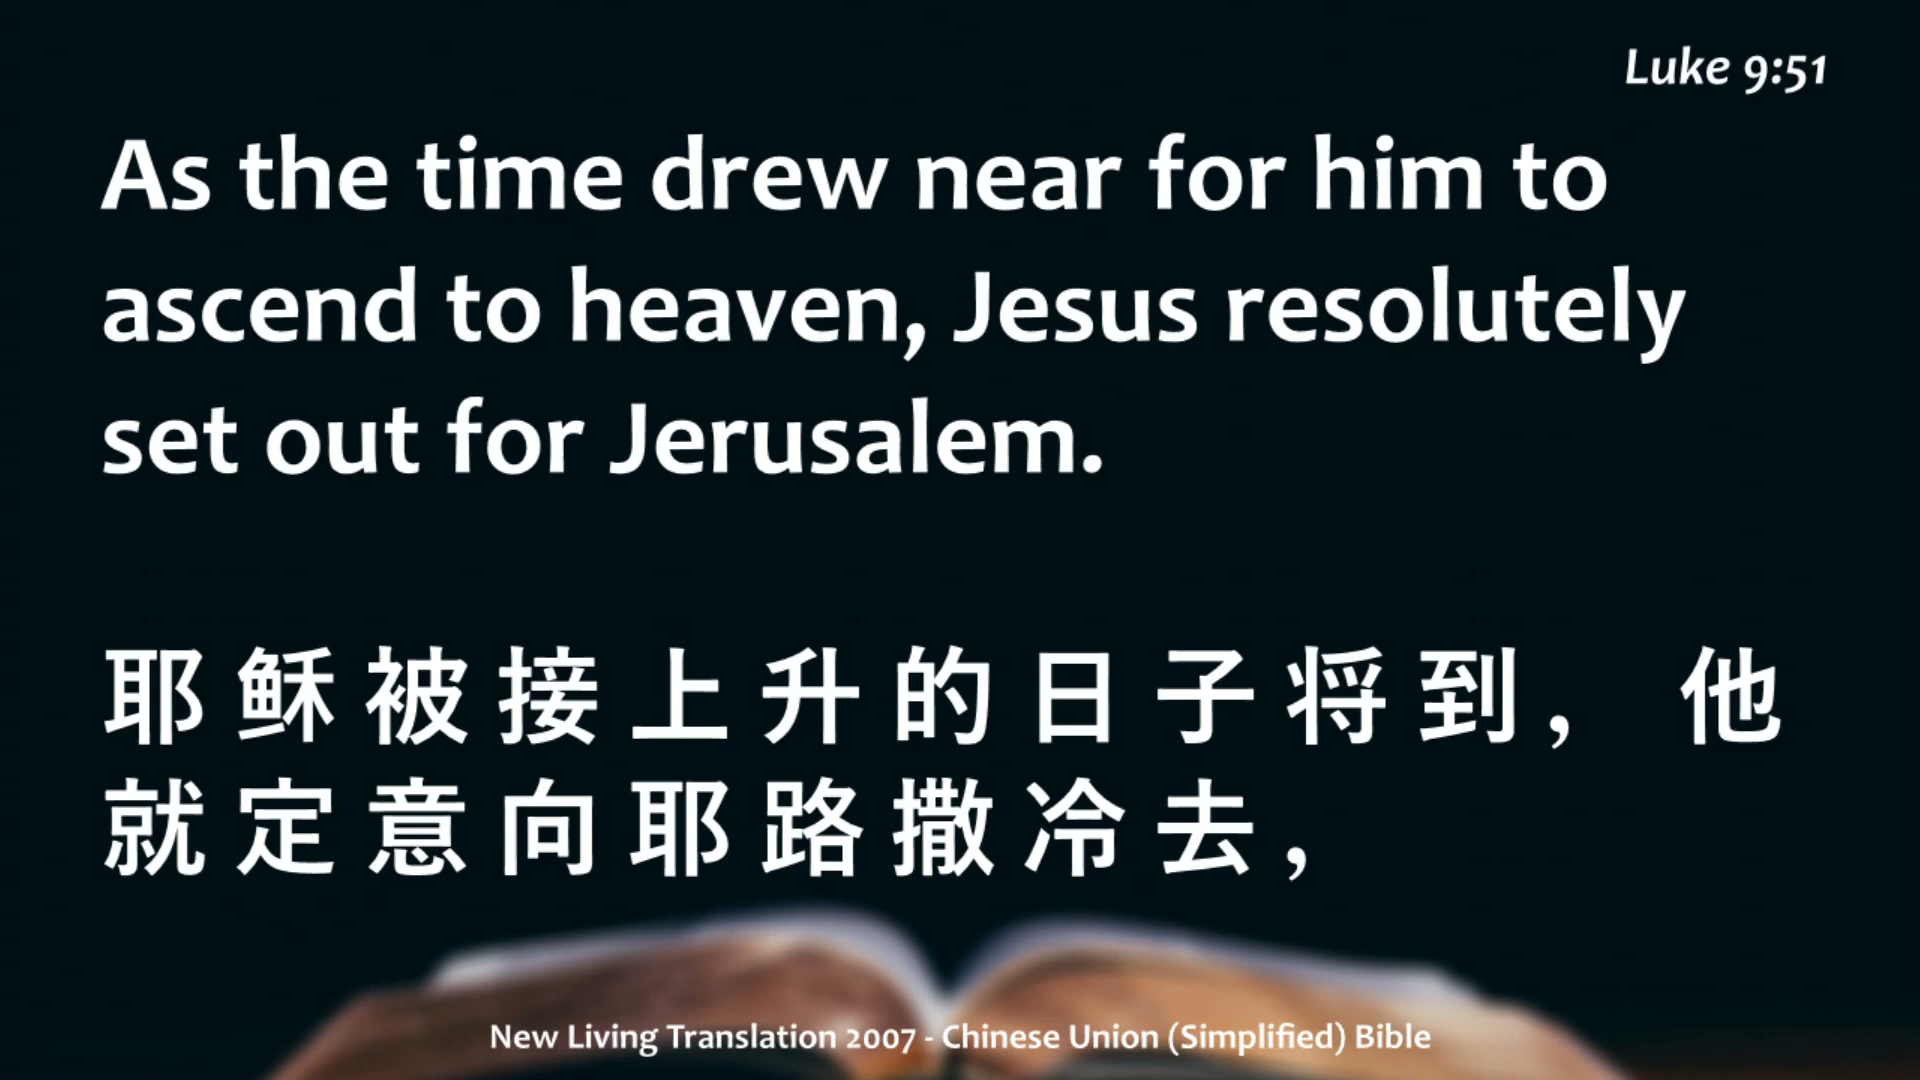 Luke 9:51
As the time drew near for him to
ascend to heaven, Jesus resolutely
set out for Jerusalem.
耶 稣 被 接 上 升 的 日 子 将 到 ， 他
就 定 意 向 耶 路 撒 冷 去 ，
New Living Translation 2007 - Chinese Union (Simplified) Bible